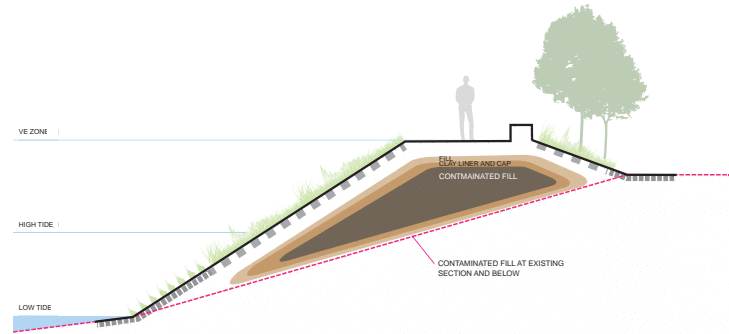 VE ZONE
FILL
CLAY LINER AND CAP
CONTMAINATED FILL
HIGH TIDE
CONTAMINATED FILL AT EXISTING
SECTION AND BELOW
LOW TIDE